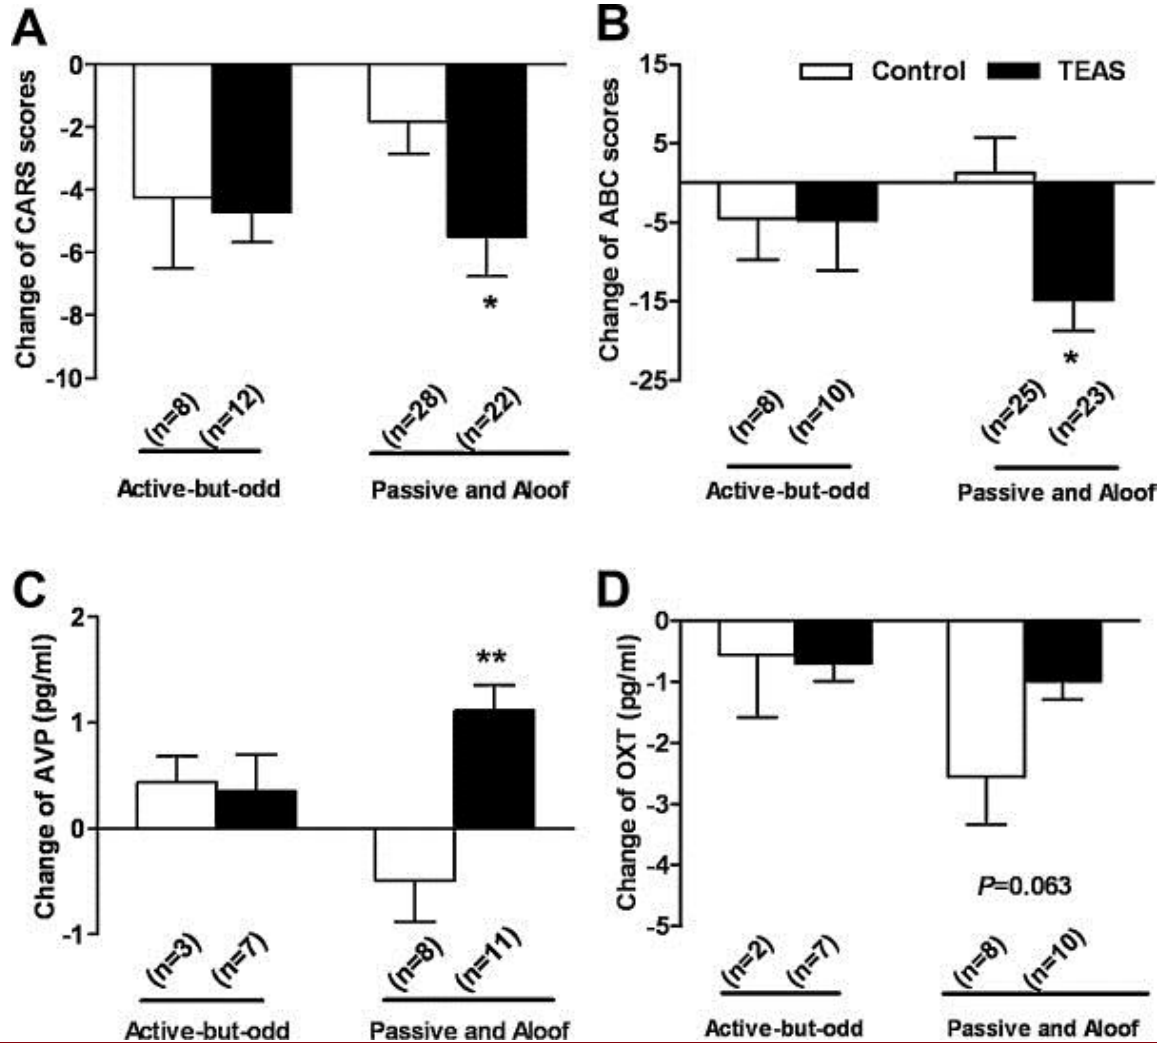 A
Change of CARS scores
0
-2
-4
-6
-8
-10
*
(n=8)
(n=12)
(n=28)
(n=22)
Active-but-odd
Passive and Aloof
B
Control
TEAS
Change of ABC scores
15
5
-5
-15
-25
*
(n=8)
(n=10)
(n=25)
(n=23)
Active-but-odd
Passive and Aloof
C
Change of AVP (pg/ml)
2
1
0
-1
**
(n=3)
(n=7)
(n=8)
(n=11)
Active-but-odd
Passive and Aloof
D
Change of OXT (pg/ml)
0
-1
-2
-3
-4
-5
P=0.063
(n=2)
(n=7)
(n=8)
(n=10)
Active-but-odd
Passive and Aloof